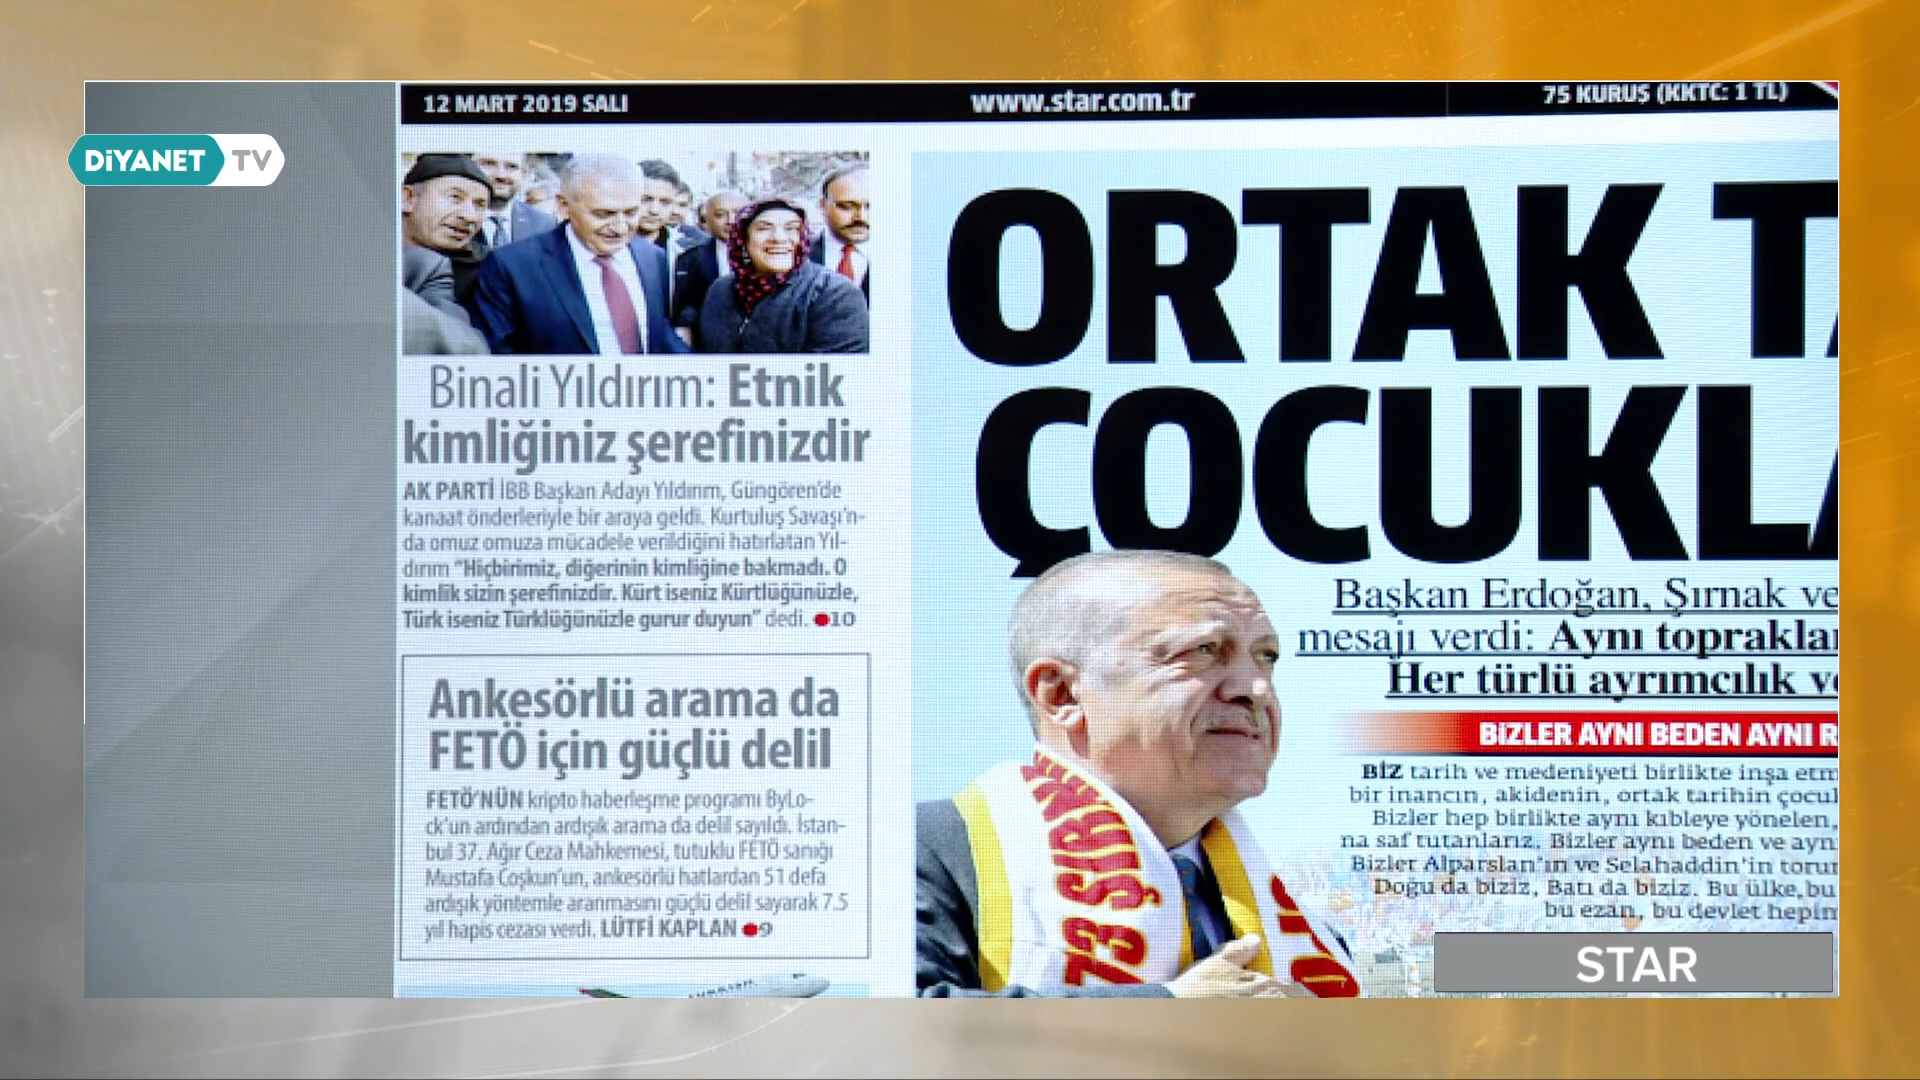 12 MART 2019 SALI
www.star.com.tr
75 KURUŞ (KKTC: 1 TL)
DiYANET TV
Binali Yıldırım: Etnik
kimliğiniz şerefinizdir
AK PARTİ İBB Başkan Adayı Yıldırım, Güngören’de
kanaat önderleriyle bir araya geldi. Kurtuluş Savaşı’n-
da omuz omuza mücadele verildiğini hatırlatan Yıl-
dırım “Hiçbirimiz, diğerinin kimliğine bakmadı. O
kimlik sizin şerefinizdir. Kürt iseniz Kürtlüğünüzle,
Türk iseniz Türklüğünüzle gurur duyun” dedi. ●10
Ankesörlü arama da
FETÖ için güçlü delil
FETÖ’NÜN kripto haberleşme programı ByLo-
ck’un ardından ardışık arama da delil sayıldı. İstan-
bul 37. Ağır Ceza Mahkemesi, tutuklu FETÖ sanığı
Mustafa Coşkun’un, ankesörlü hatlardan 51 defa
ardışık yöntemle aranmasını güçlü delil sayarak 7.5
yıl hapis cezası verdi. LÜTFİ KAPLAN ●9
ORTAK
ÇOCUKL
Başkan Erdoğan, Şırnak ve
mesajı verdi: Aynı toprakla
Her türlü ayrımcılık v
BİZLER AYNI BEDEN AYNI R
BİZ tarih ve medeniyeti birlikte inşa etm
bir inancın, akidenin, ortak tarihin çocu
Bizler hep birlikte aynı kıbleye yönelen,
na saf tutanlarız. Bizler aynı beden ve ayn
Bizler Alparslan’ın ve Selahaddin’in torun
Doğu da biziz, Batı da biziz. Bu ülke, bu
bu ezan, bu devlet hepim
73 ŞIRNAK
STAR